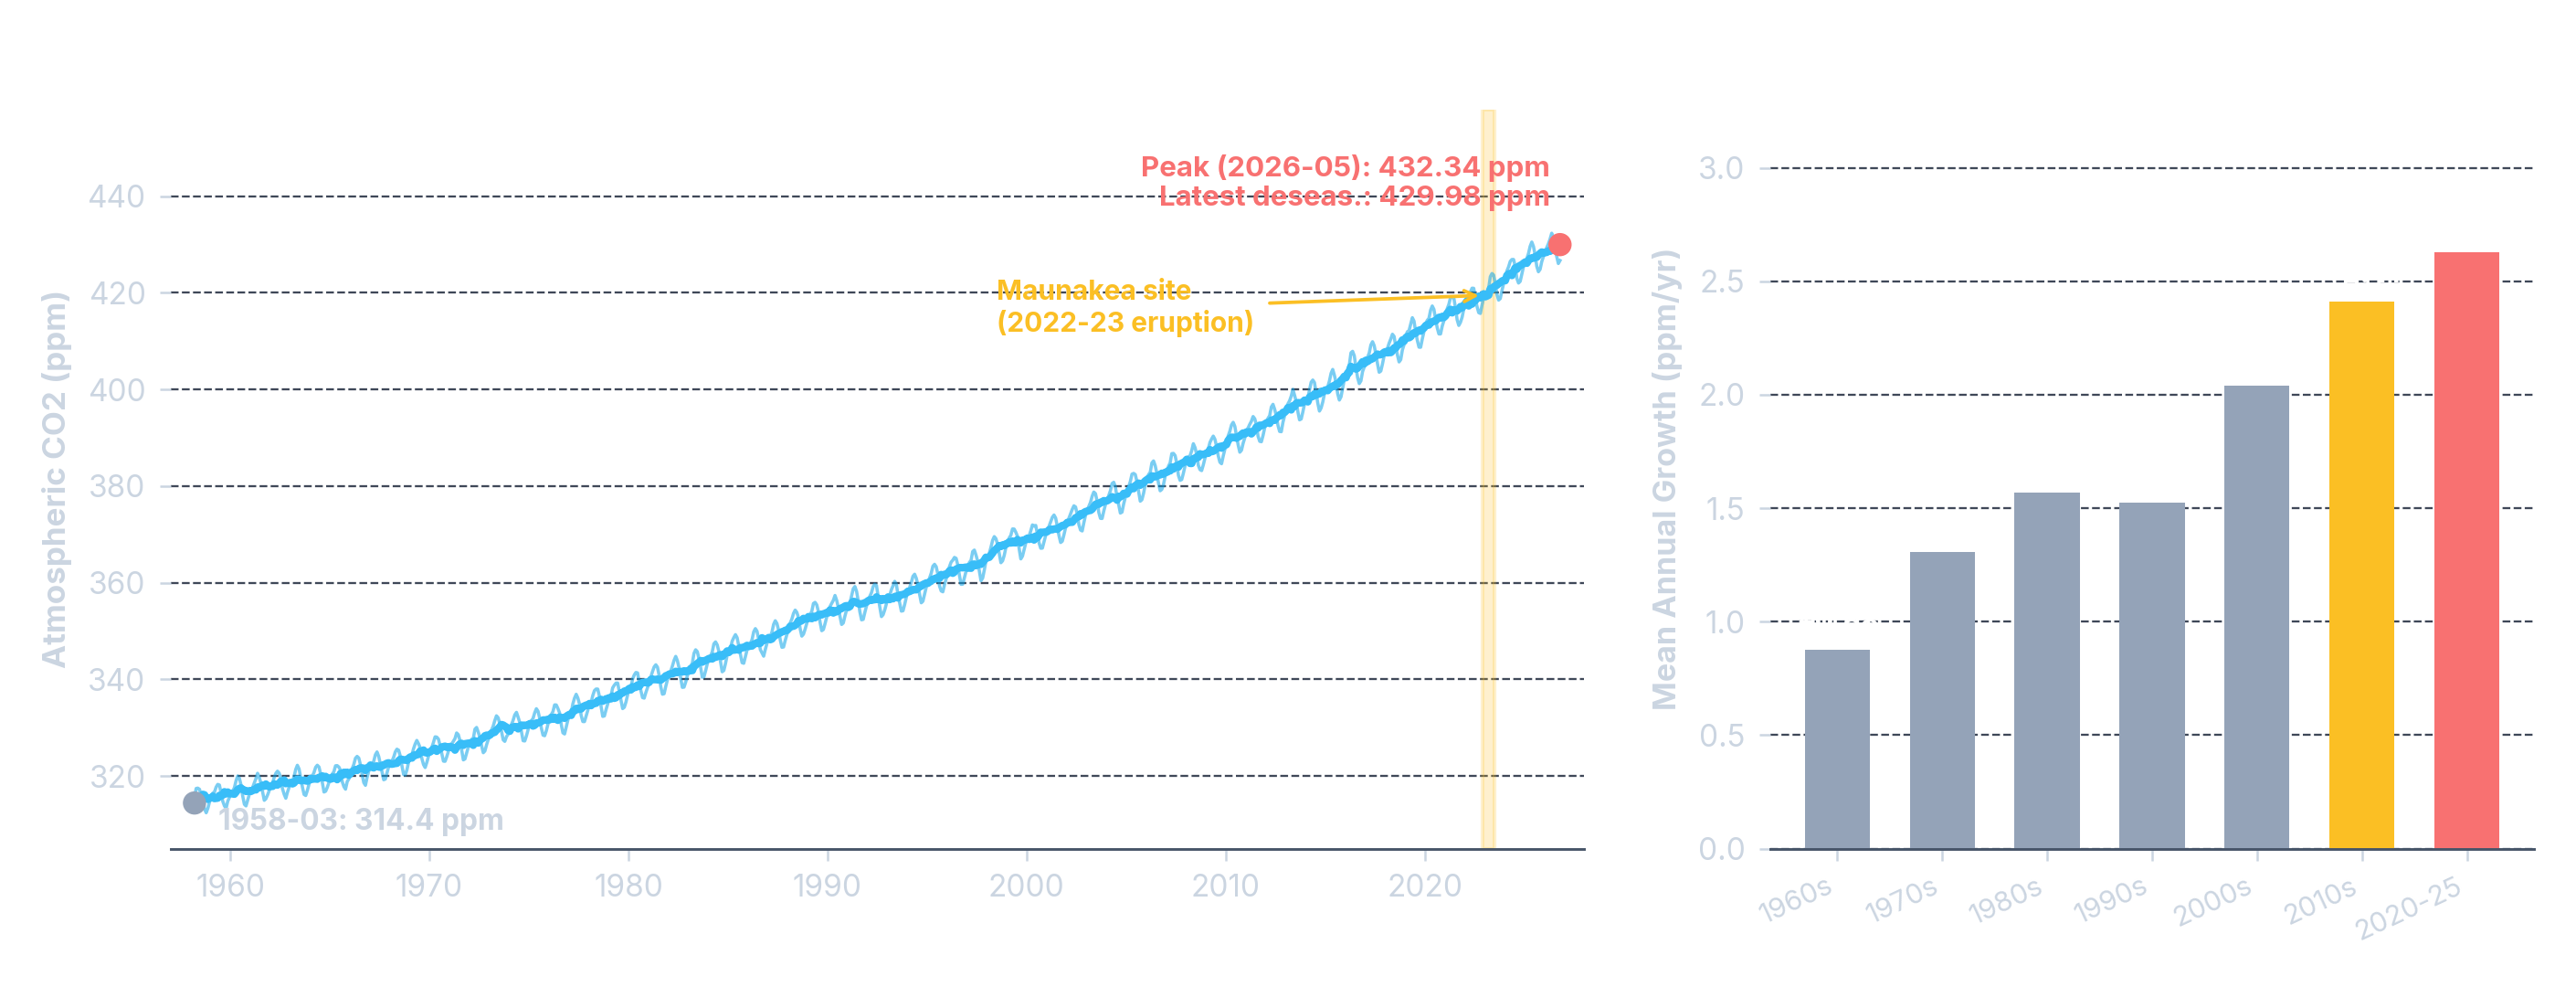 Peak (2026-05): 432.34 ppm
Latest deseas.: 429.98 ppm
Maunakea site
(2022-23 eruption)
1958-03: 314.4 ppm
Atmospheric CO2 (ppm)
440
420
400
380
360
340
320
1960
1970
1980
1990
2000
2010
2020
Mean Annual Growth (ppm/yr)
3.0
2.5
2.0
1.5
1.0
0.5
0.0
1960s
1970s
1980s
1990s
2000s
2010s
2020-25